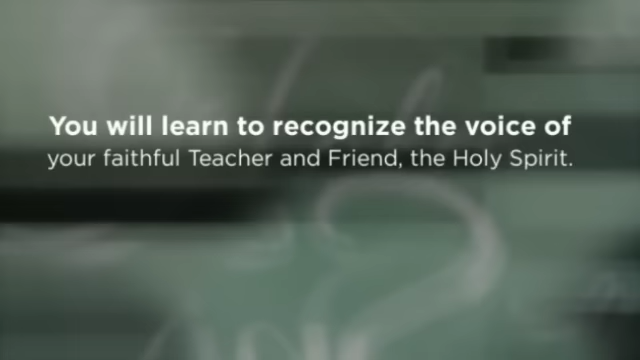 You will learn to recognize the voice of
your faithful Teacher and Friend, the Holy Spirit.